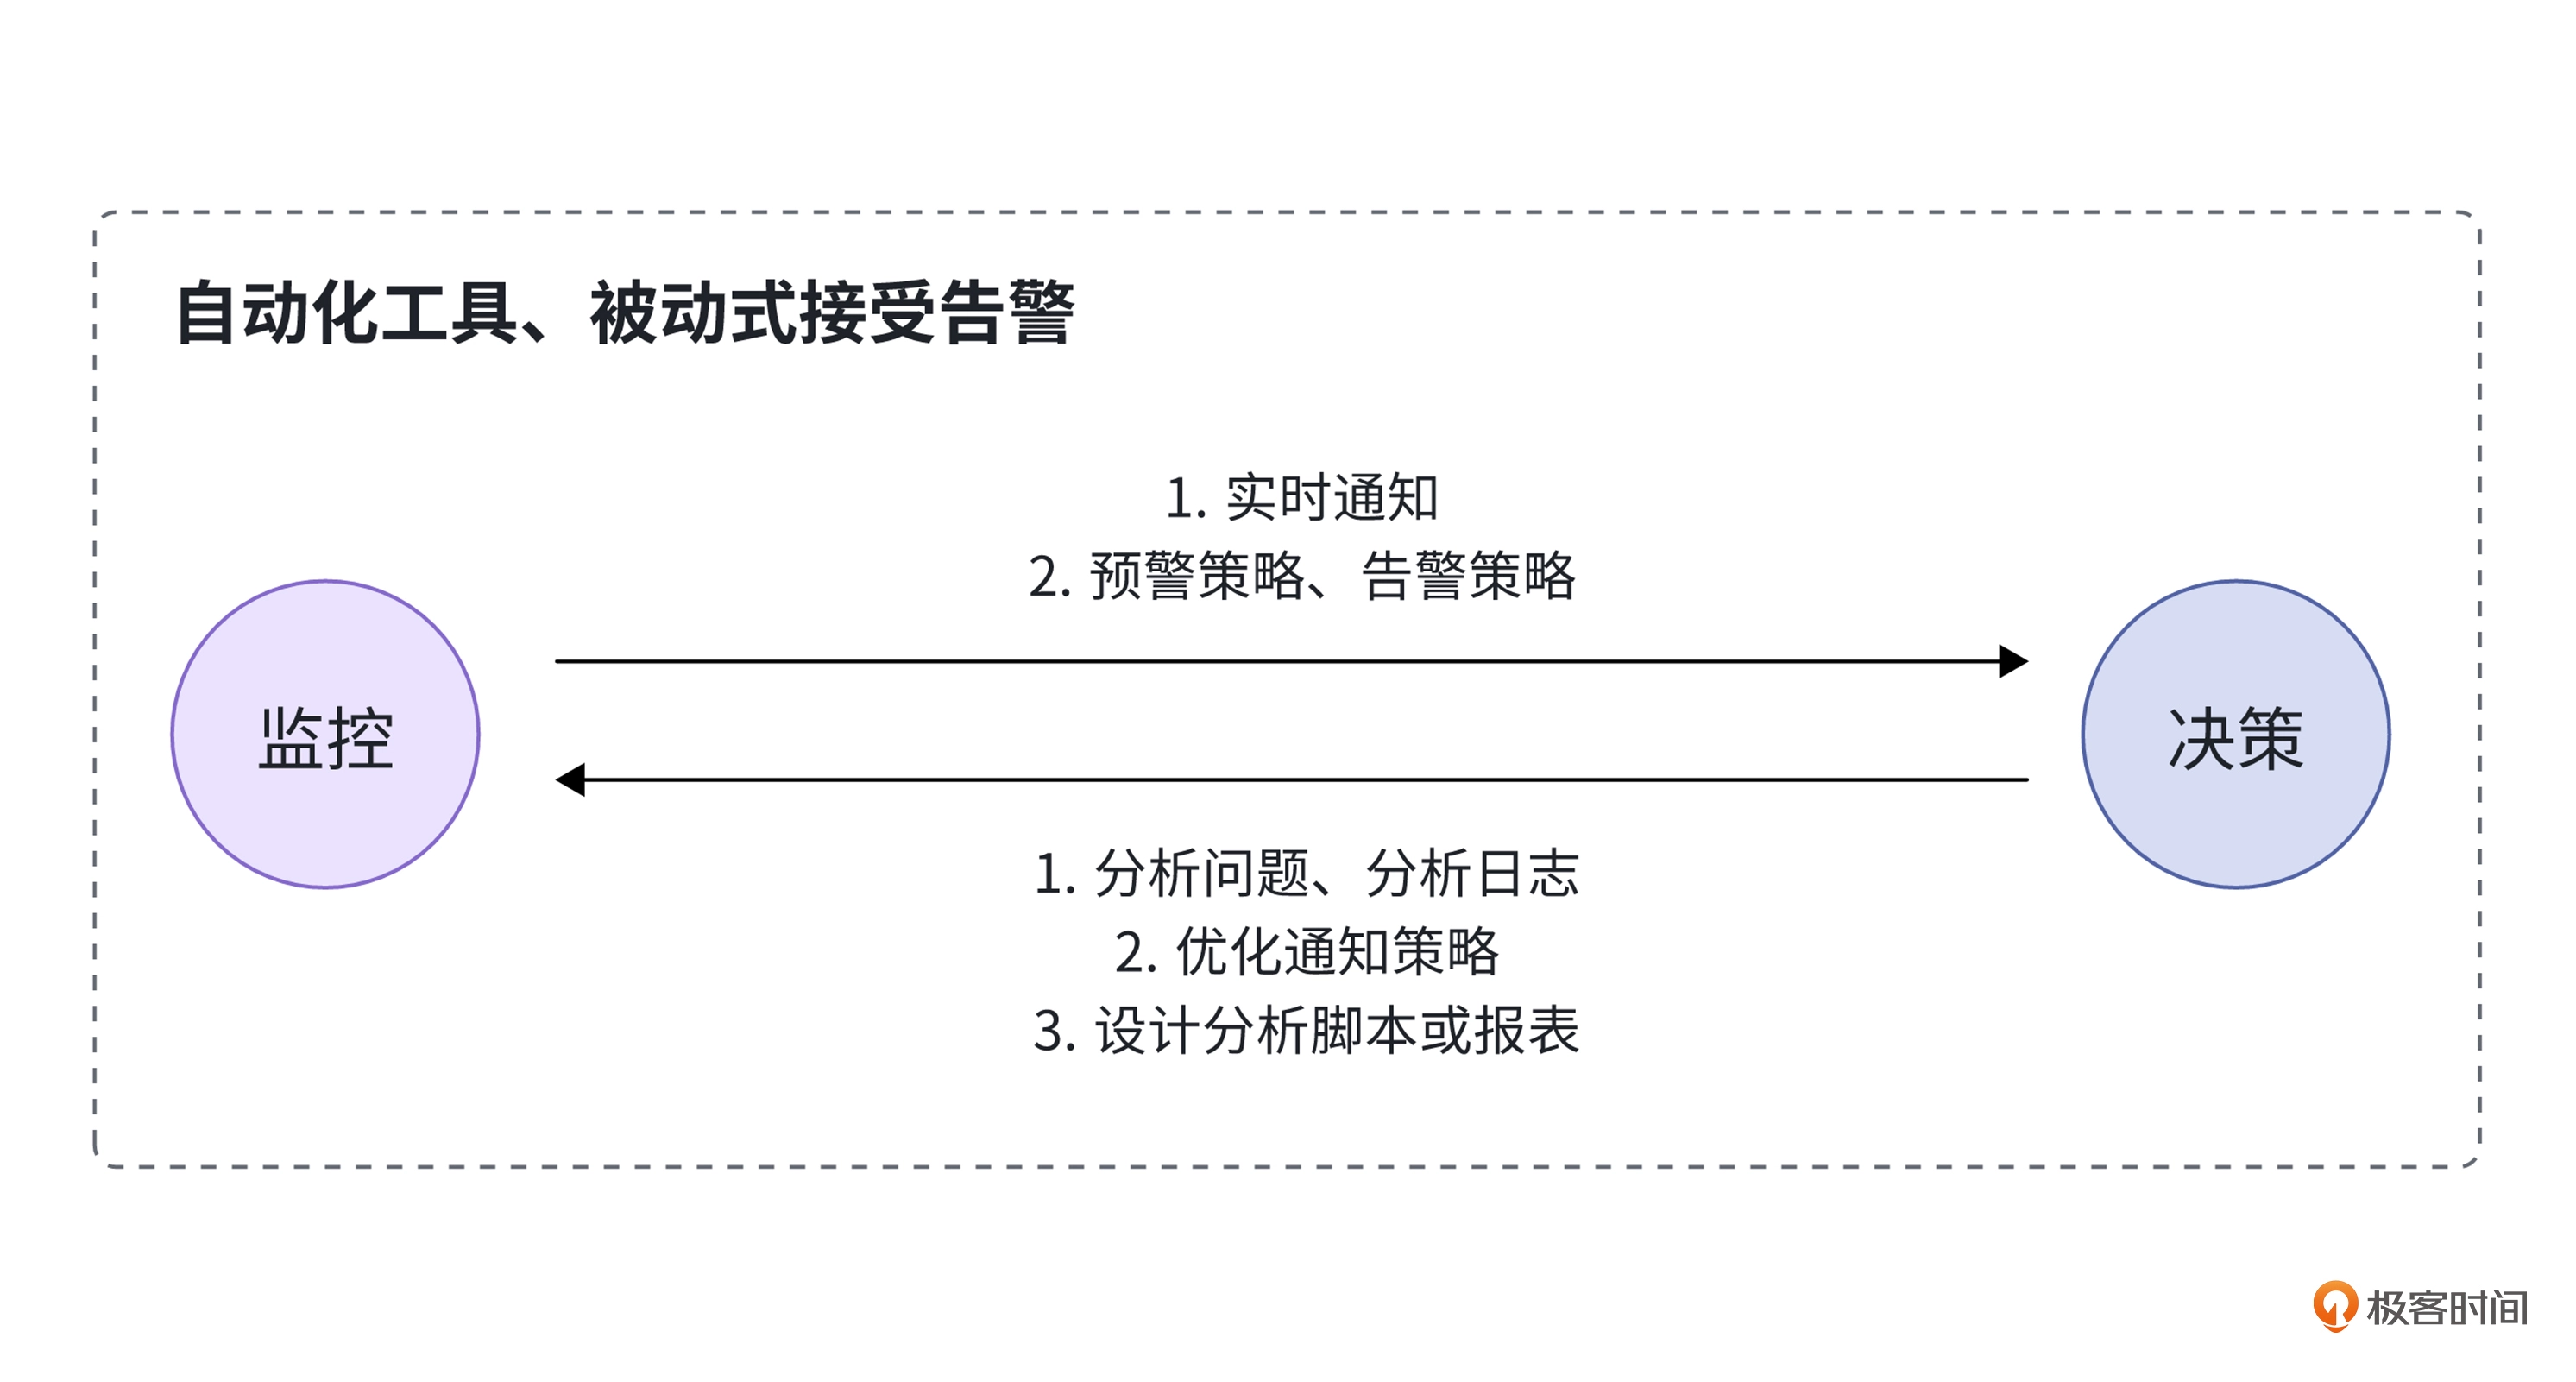 自动化工具、被动式接受告警
1. 实时通知
2. 预警策略、告警策略
监控
决策
1. 分析问题、分析日志
2. 优化通知策略
3. 设计分析脚本或报表
极客时间